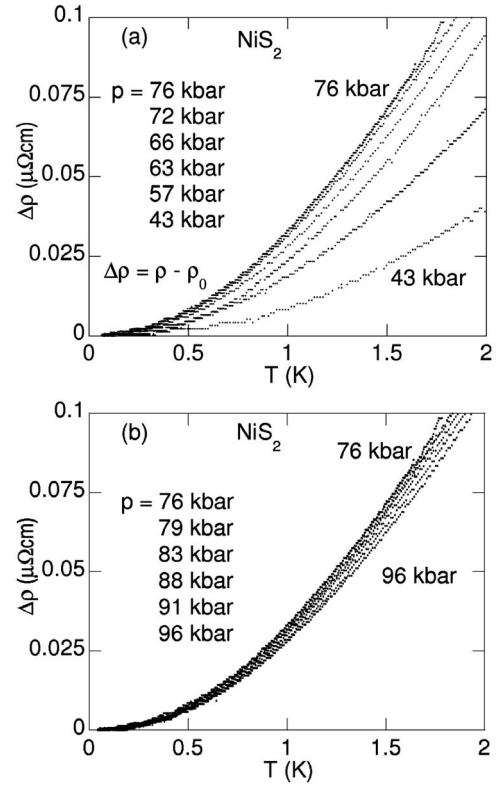 0.1
(a)
NiS2
p = 76 kbar
76 kbar
72 kbar
0.075
66 kbar
63 kbar
57 kbar
0.05
43 kbar
Δρ (μΩcm)
0.025
Δρ = ρ - ρ0
43 kbar
0
0 0.5 1 1.5 2
T (K)
0.1
(b)
NiS2
76 kbar
p = 76 kbar
0.075
79 kbar
83 kbar
88 kbar
0.05
91 kbar
96 kbar
96 kbar
Δρ (μΩcm)
0.025
0
0 0.5 1 1.5 2
T (K)